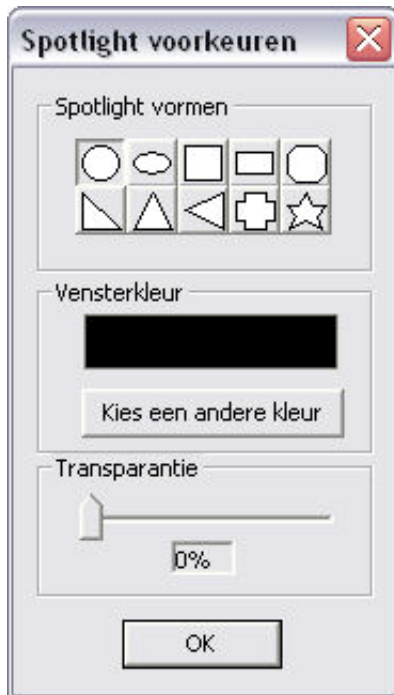 Spotlight voorkeuren
Spotlight vormen
Vensterkleur
Kies een andere kleur
Transparantie
0%
OK